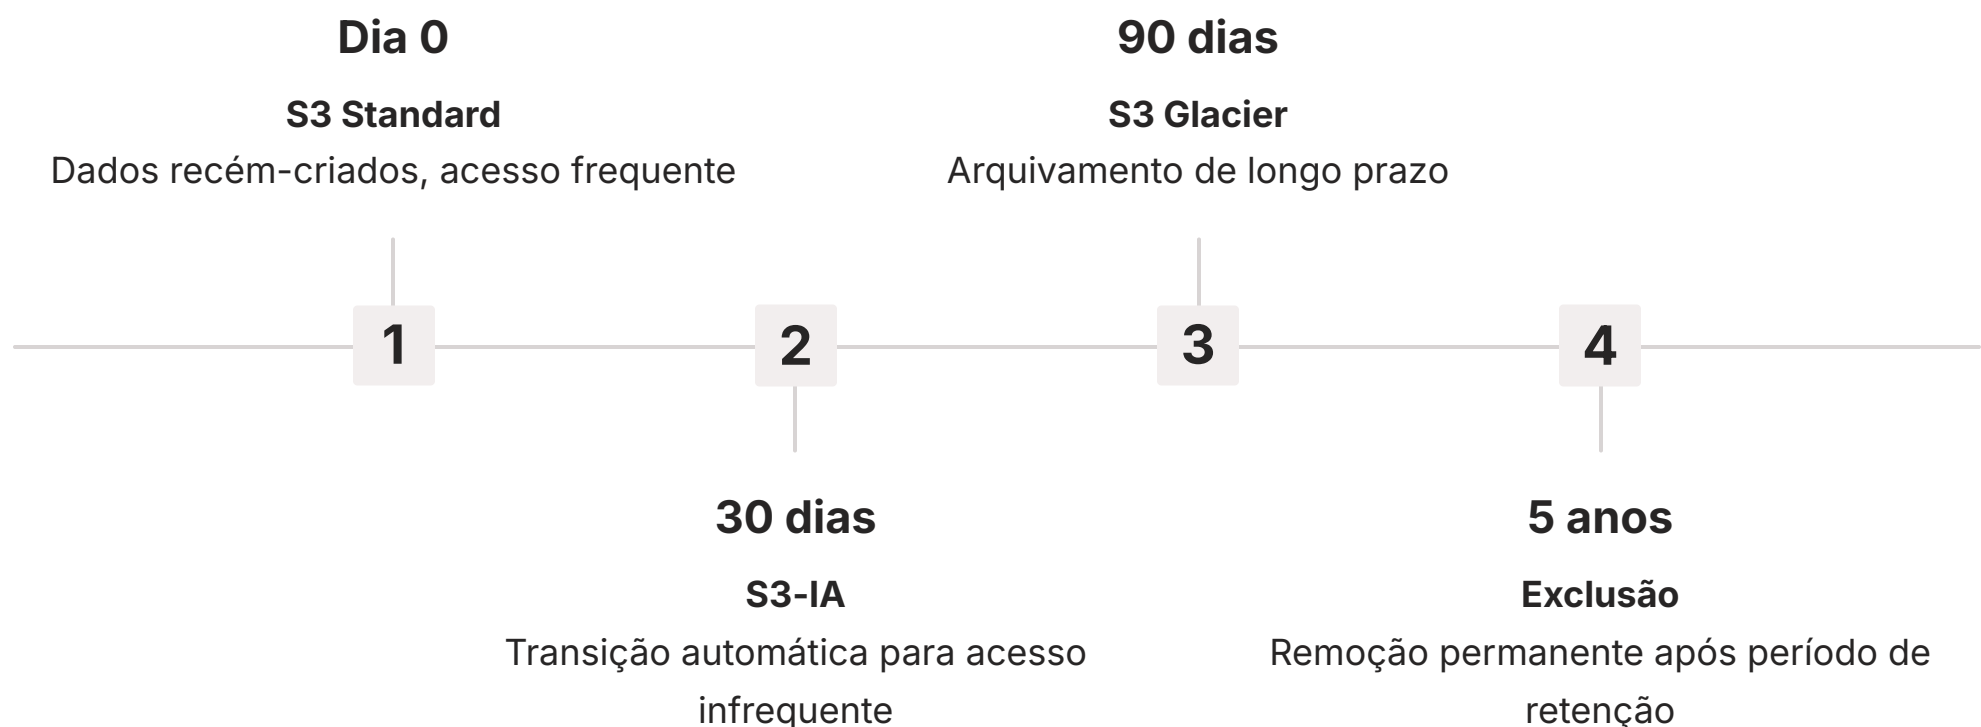 Dia 0
S3 Standard
Dados recém-criados, acesso frequente
1
30 dias
S3-IA
Transição automática para acesso
infrequente
2
90 dias
S3 Glacier
Arquivamento de longo prazo
3
5 anos
Exclusão
Remoção permanente após período de
retenção
4